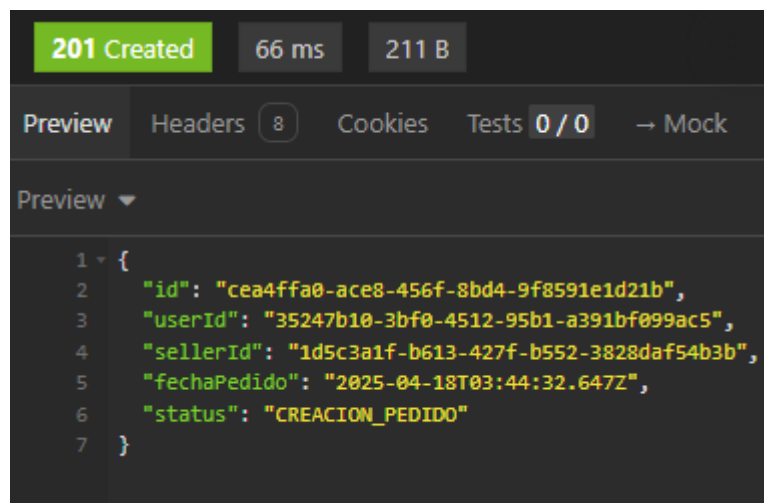 201 Created 66 ms 211 B
Preview Headers 8 Cookies Tests 0 / 0 → Mock
Preview
1 {
2 "id": "cea4ffa0-ace8-456f-8bd4-9f8591e1d21b",
3 "userId": "35247b10-3bf0-4512-95b1-a391bf099ac5",
4 "sellerId": "1d5c3a1f-b613-427f-b552-3828daf54b3b",
5 "fechaPedido": "2025-04-18T03:44:32.647Z",
6 "status": "CREACION_PEDIDO"
7 }